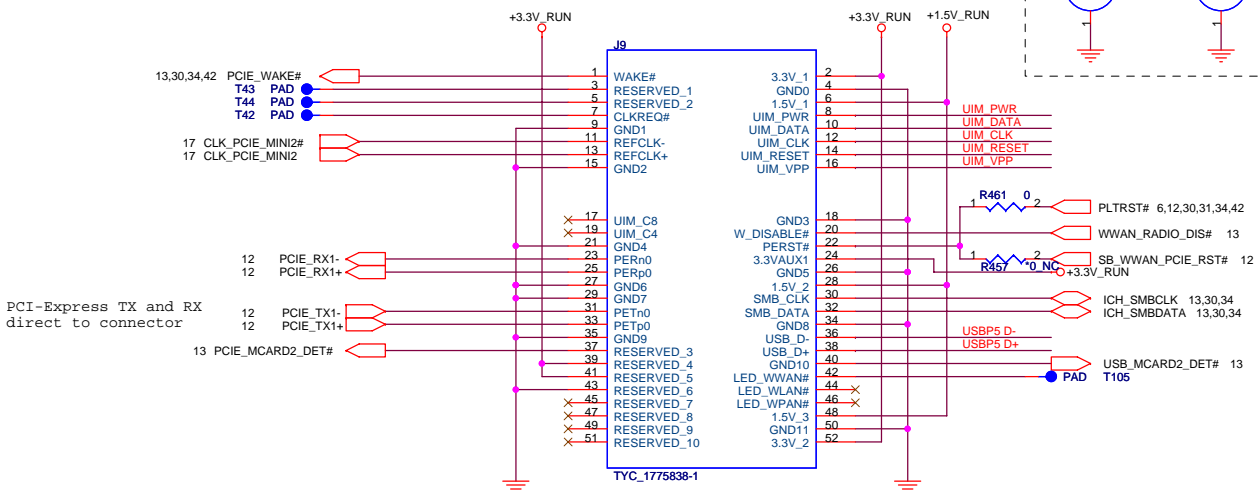 +3.3V_RUN
+3.3V_RUN +1.5V_RUN
1 1
J9
13,30,34,42 PCIE_WAKE# 1 WAKE# 3.3V_1 2
T43 PAD 3 RESERVED_1 GND0 4
T44 PAD 5 RESERVED_2 1.5V_1 6
T42 PAD 7 CLKREQ# UIM_PWR 8 UIM_PWR
9 GND1 UIM_DATA 10 UIM_DATA
17 CLK_PCIE_MINI2# 11 REFCLK- UIM_CLK 12 UIM_CLK
17 CLK_PCIE_MINI2 13 REFCLK+ UIM_RESET 14 UIM_RESET
15 GND2 UIM_VPP 16 UIM_VPP
R461 0
1 2 PLTRST# 6,12,30,31,34,42
17 UIM_C8 GND3 18
19 UIM_C4 W_DISABLE# 20 WWAN_RADIO_DIS# 13
21 GND4 PERST# 22
12 PCIE_RX1- 23 PERn0 3.3VAUX1 24 1 2 SB_WWAN_PCIE_RST# 12
R457 *0_NC
+3.3V_RUN
12 PCIE_RX1+ 25 PERp0 GND5 26
27 GND6 1.5V_2 28
29 GND7 SMB_CLK 30 ICH_SMBCLK 13,30,34
PCI-Express TX and RX
direct to connector
12 PCIE_TX1- 31 PETn0 SMB_DATA 32 ICH_SMBDATA 13,30,34
12 PCIE_TX1+ 33 PETp0 GND8 34
35 GND9 USB_D- 36 USBP5 D-
13 PCIE_MCARD2_DET# 37 RESERVED_3 USB_D+ 38 USBP5 D+
39 RESERVED_4 GND10 40 USB_MCARD2_DET# 13
41 RESERVED_5 LED_WWAN# 42 PAD T105
43 RESERVED_6 LED_WLAN# 44
45 RESERVED_7 LED_WPAN# 46
47 RESERVED_8 1.5V_3 48
49 RESERVED_9 GND11 50
51 RESERVED_10 3.3V_2 52
TYC_1775838-1